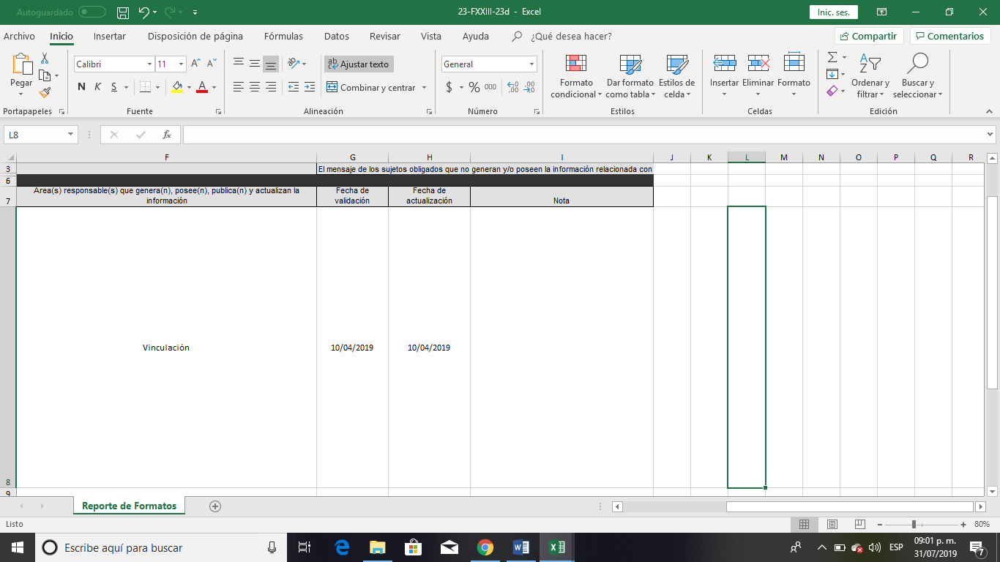 Autoguardado
23-FXXIII-23d - Excel
Inic. ses.
Archivo Inicio Insertar Disposición de página Fórmulas Datos Revisar Vista Ayuda ¿Qué desea hacer? Compartir Comentarios
Pegar
Calibri 11
N K S A
ab Ajustar texto
Combinar y centrar
General
$ % 000
Formato condicional
Dar formato como tabla
Estilos de celda
Insertar Eliminar Formato
Ordenar y filtrar
Buscar y seleccionar
Portapapeles Fuente Alineación Número Estilos Celdas Edición
L8 fx
F G H I J K L M N O P Q R
3 El mensaje de los sujetos obligados que no generan y/o poseen la información relacionada con
6
7 Área(s) responsable(s) que genera(n), posee(n), publica(n) y actualizan la información
Fecha de validación
Fecha de actualización
Nota
Vinculación 10/04/2019 10/04/2019
8
9
Reporte de Formatos
Listo 80%
Escribe aquí para buscar
ESP
09:01 p. m.
31/07/2019
7